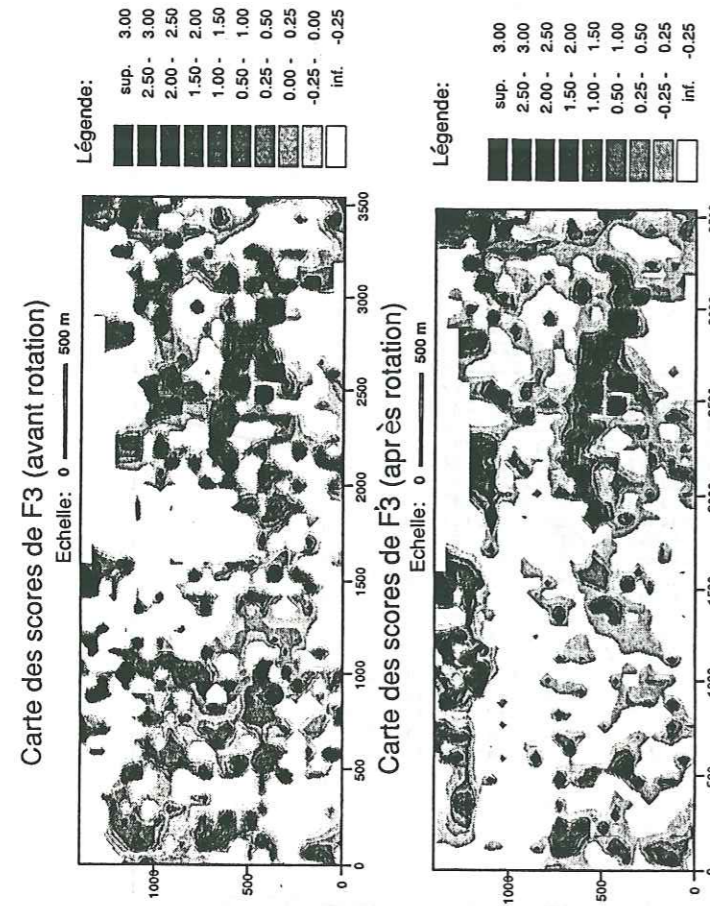 Carte des scores de F3 (avant rotation)
Echelle: 0 500 m
1000
500
0
0 500 1000 1500 2000 2500 3000 3500
Légende:
sup. 3.00
2.50 - 3.00
2.00 - 2.50
1.50 - 2.00
1.00 - 1.50
0.50 - 1.00
0.25 - 0.50
0.00 - 0.25
-0.25 - 0.00
inf. -0.25
Carte des scores de F'3 (après rotation)
Echelle: 0 500 m
1000
500
0
Légende:
sup. 3.00
2.50 - 3.00
2.00 - 2.50
1.50 - 2.00
1.00 - 1.50
0.50 - 1.00
0.25 - 0.50
-0.25 - 0.25
inf. -0.25